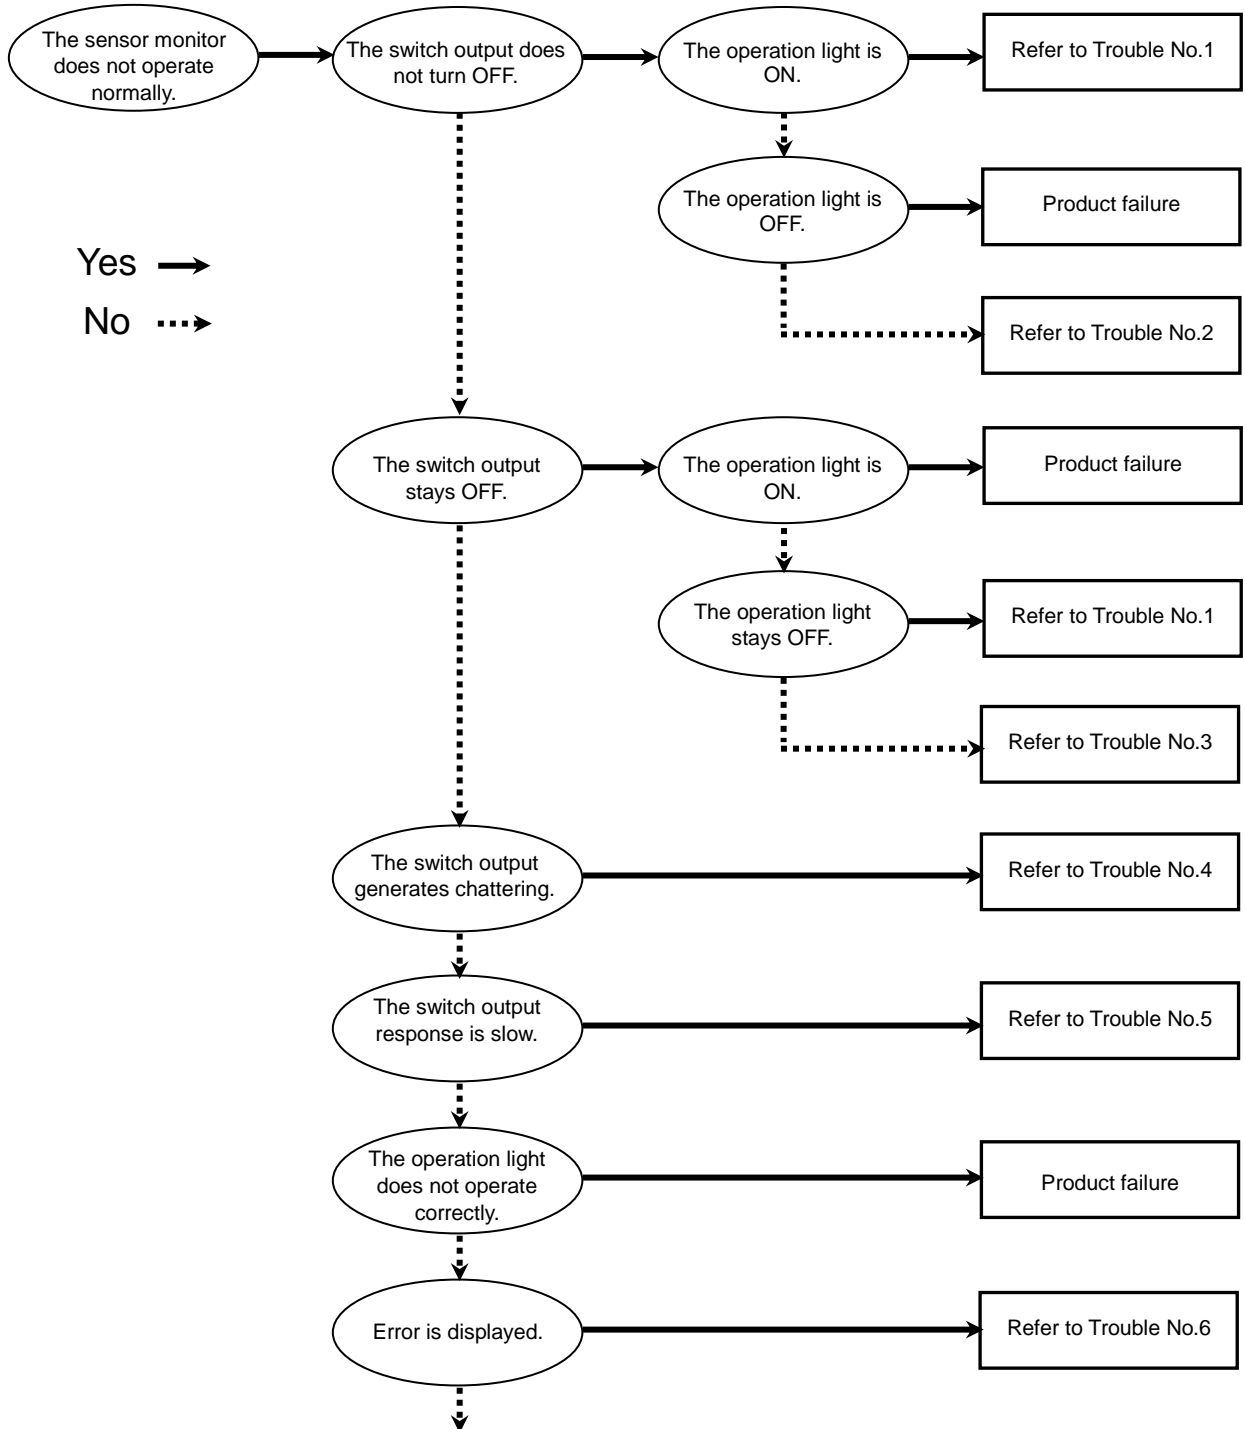 The sensor monitor
does not operate
normally.
The switch output does
not turn OFF.
The operation light is
ON.
Refer to Trouble No.1
The operation light is
OFF.
Product failure
Yes
No
Refer to Trouble No.2
The switch output
stays OFF.
The operation light is
ON.
Product failure
The operation light
stays OFF.
Refer to Trouble No.1
Refer to Trouble No.3
The switch output
generates chattering.
Refer to Trouble No.4
The switch output
response is slow.
Refer to Trouble No.5
The operation light
does not operate
correctly.
Product failure
Error is displayed.
Refer to Trouble No.6